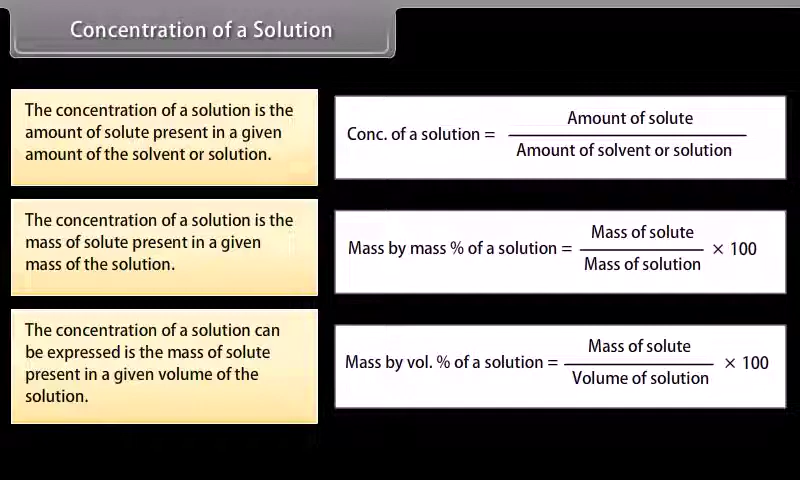 Concentration of a Solution
The concentration of a solution is the
amount of solute present in a given
amount of the solvent or solution.
Conc. of a solution = Amount of solute
Amount of solvent or solution
The concentration of a solution is the
mass of solute present in a given
mass of the solution.
Mass by mass % of a solution = Mass of solute
Mass of solution × 100
The concentration of a solution can
be expressed is the mass of solute
present in a given volume of the
solution.
Mass by vol. % of a solution = Mass of solute
Volume of solution × 100